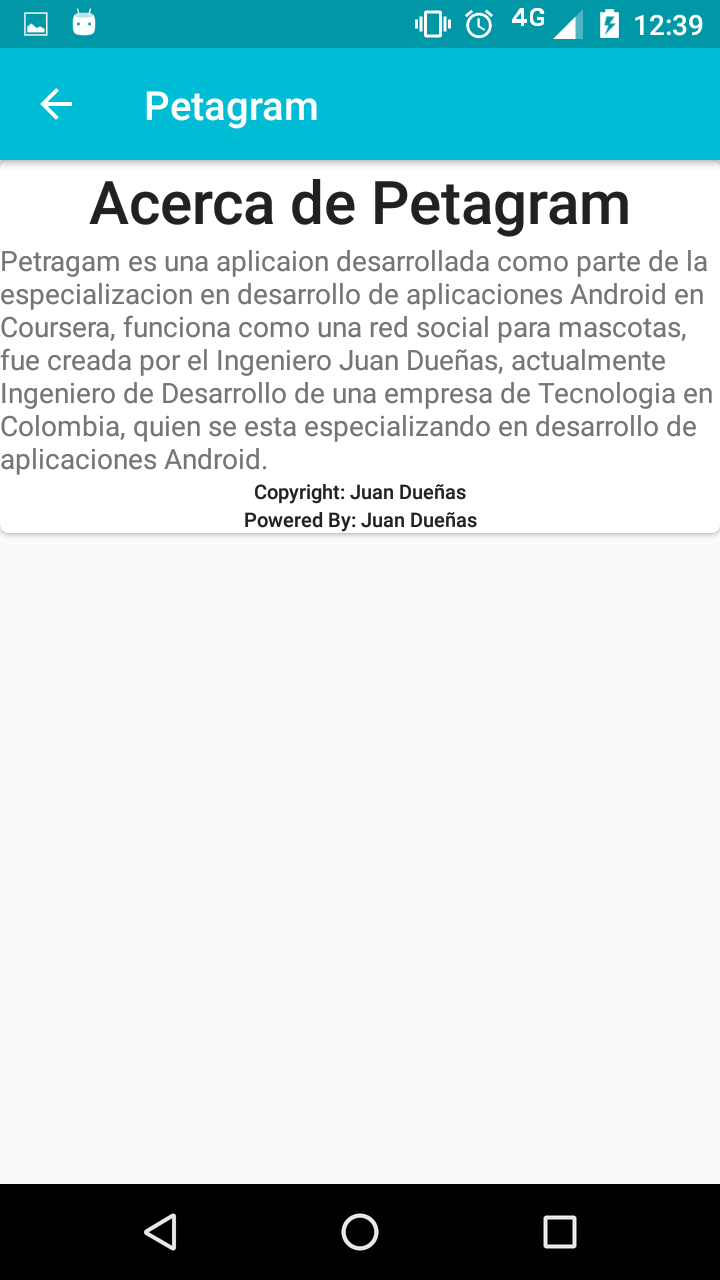 4G 12:39
Petagram
Acerca de Petagram
Petragam es una aplicaion desarrollada como parte de la
especializacion en desarrollo de aplicaciones Android en
Coursera, funciona como una red social para mascotas,
fue creada por el Ingeniero Juan Dueñas, actualmente
Ingeniero de Desarrollo de una empresa de Tecnologia en
Colombia, quien se esta especializando en desarrollo de
aplicaciones Android.
Copyright: Juan Dueñas
Powered By: Juan Dueñas